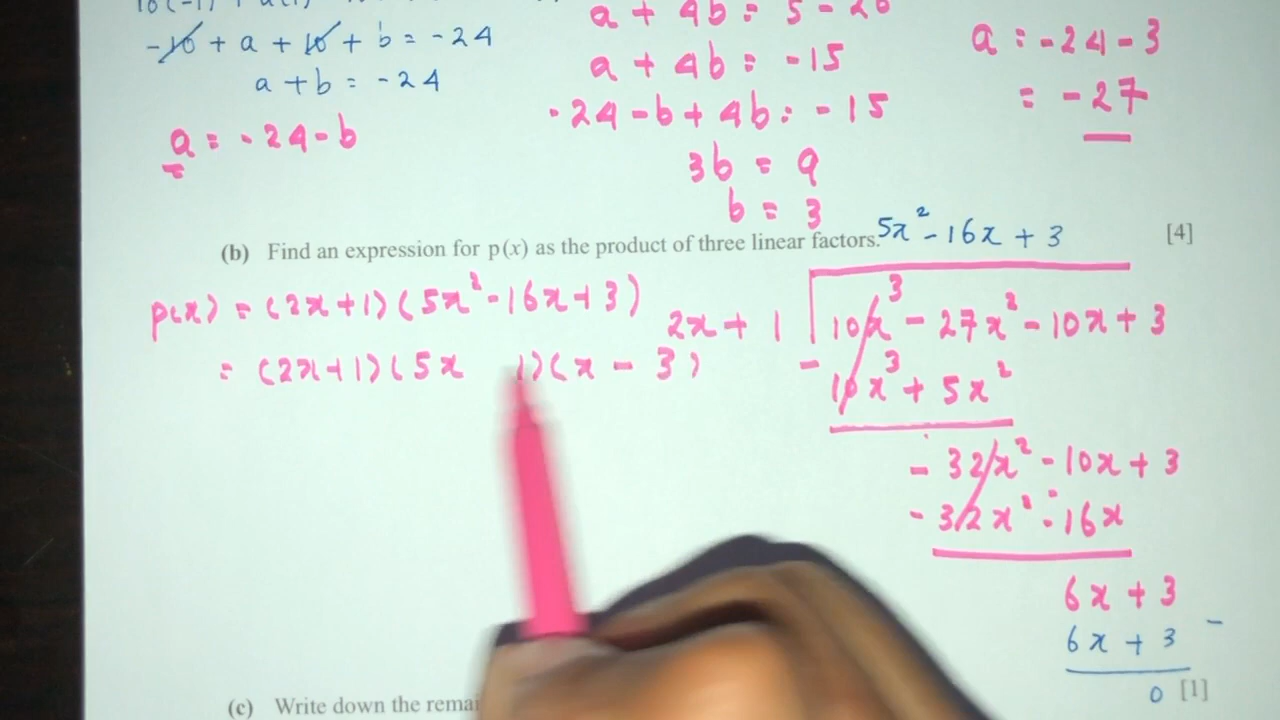 -10 + a + 10 + b = -24
a + b = -24
a = -24 - b
a + 4b = -15
-24 - b + 4b = -15
3b = 9
b = 3
a = -24 - 3
= -27
(b) Find an expression for p(x) as the product of three linear factors. [4]
p(x) = (2x+1)(5x² - 16x + 3)
= (2x+1)(5x 1)(x - 3)
5x² - 16x + 3
2x + 1 10x³ - 27x² - 10x + 3
- 10x³ + 5x²
- 32x² - 10x + 3
- 32x² - 16x
6x + 3
6x + 3 -
0 [1]
(c) Write down the